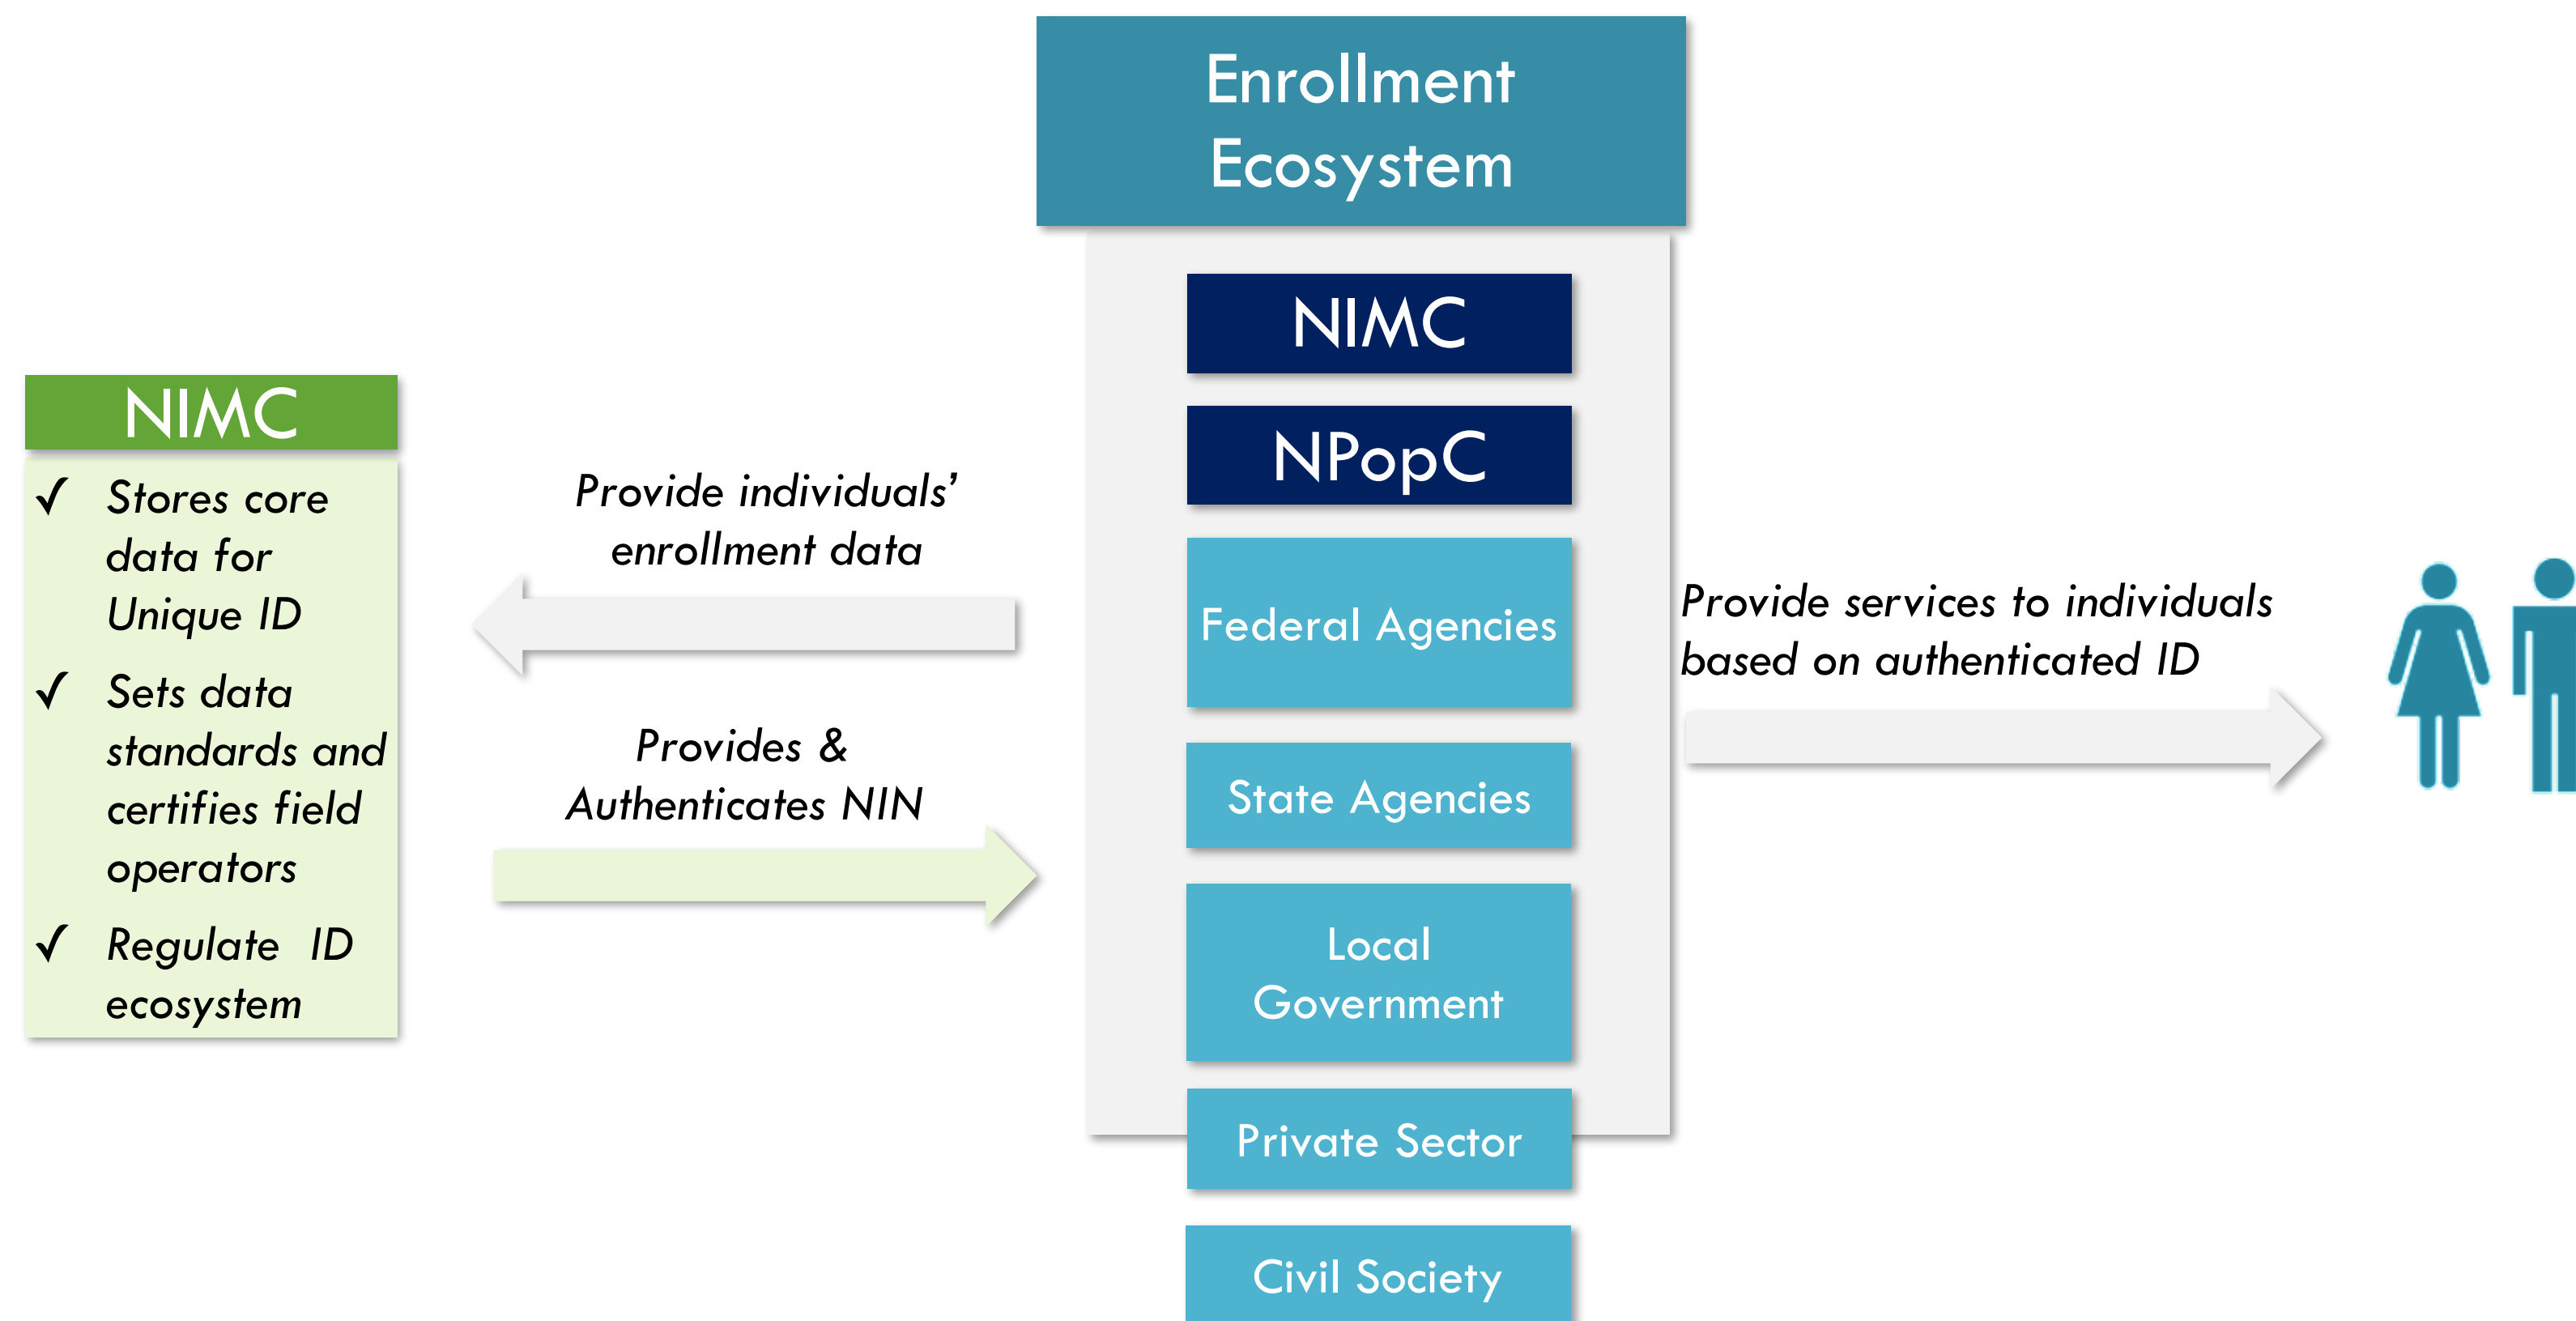 Enrollment
Ecosystem
NIMC
✓ Stores core
data for
Unique ID
✓ Sets data
standards and
certifies field
operators
✓ Regulate  ID
ecosystem
Provide individuals’
enrollment data
Provides &
Authenticates NIN
NIMC
NPopC
Federal Agencies
State Agencies
Local
Government
Private Sector
Civil Society
Provide services to individuals
based on authenticated ID